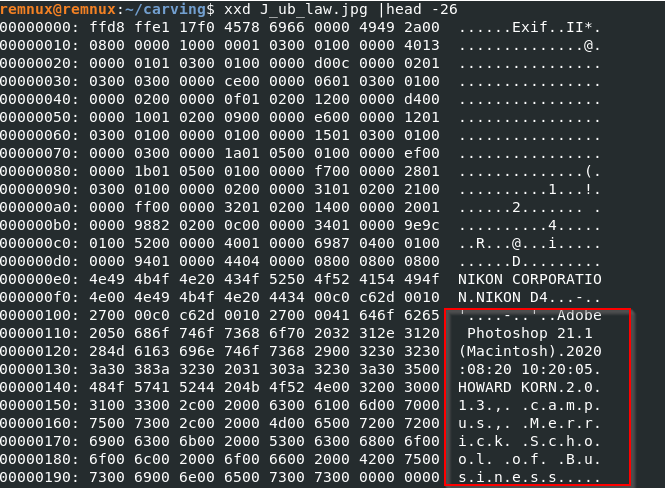 remnux@remnux:~/carving$ xxd J_ub_law.jpg |head -26
00000000: ffd8 ffe1 17f0 4578 6966 0000 4949 2a00  ......Exif..II*.
00000010: 0800 0000 1000 0001 0300 0100 0000 4013  ..............@.
00000020: 0000 0101 0300 0100 0000 d00c 0000 0201  ................
00000030: 0300 0300 0000 ce00 0000 0601 0300 0100  ................
00000040: 0000 0200 0000 0f01 0200 1200 0000 d400  ................
00000050: 0000 1001 0200 0900 0000 e600 0000 1201  ................
00000060: 0300 0100 0000 0100 0000 1501 0300 0100  ................
00000070: 0000 0300 0000 1a01 0500 0100 0000 ef00  ................
00000080: 0000 1b01 0500 0100 0000 f700 0000 2801  ..............(.
00000090: 0300 0100 0000 0200 0000 3101 0200 2100  ..........1...!.
000000a0: 0000 ff00 0000 3201 0200 1400 0000 2001  ......2....... .
000000b0: 0000 9882 0200 0c00 0000 3401 0000 9e9c  ..........4.....
000000c0: 0100 5200 0000 4001 0000 6987 0400 0100  ..R...@...i.....
000000d0: 0000 9401 0000 4404 0000 0800 0800 0800  ......D.........
000000e0: 4e49 4b4f 4e20 434f 5250 4f52 4154 494f  NIKON CORPORATIO
000000f0: 4e00 4e49 4b4f 4e20 4434 00c0 c62d 0010  N.NIKON D4...-..
00000100: 2700 00c0 c62d 0010 2700 0041 646f 6265  '....-..'..Adobe
00000110: 2050 686f 746f 7368 6f70 2032 312e 3120   Photoshop 21.1
00000120: 284d 6163 696e 746f 7368 2900 3230 3230  (Macintosh).2020
00000130: 3a30 383a 3230 2031 303a 3230 3a30 3500  :08:20 10:20:05.
00000140: 484f 5741 5244 204b 4f52 4e00 3200 3000  HOWARD KORN.2.0.
00000150: 3100 3300 2c00 2000 6300 6100 6d00 7000  1.3.,. .c.a.m.p.
00000160: 7500 7300 2c00 2000 4d00 6500 7200 7200  u.s.,. .M.e.r.r.
00000170: 6900 6300 6b00 2000 5300 6300 6800 6f00  i.c.k. .S.c.h.o.
00000180: 6f00 6c00 2000 6f00 6600 2000 4200 7500  o.l. .o.f. .B.u.
00000190: 7300 6900 6e00 6500 7300 7300 0000 0000  s.i.n.e.s.s.....